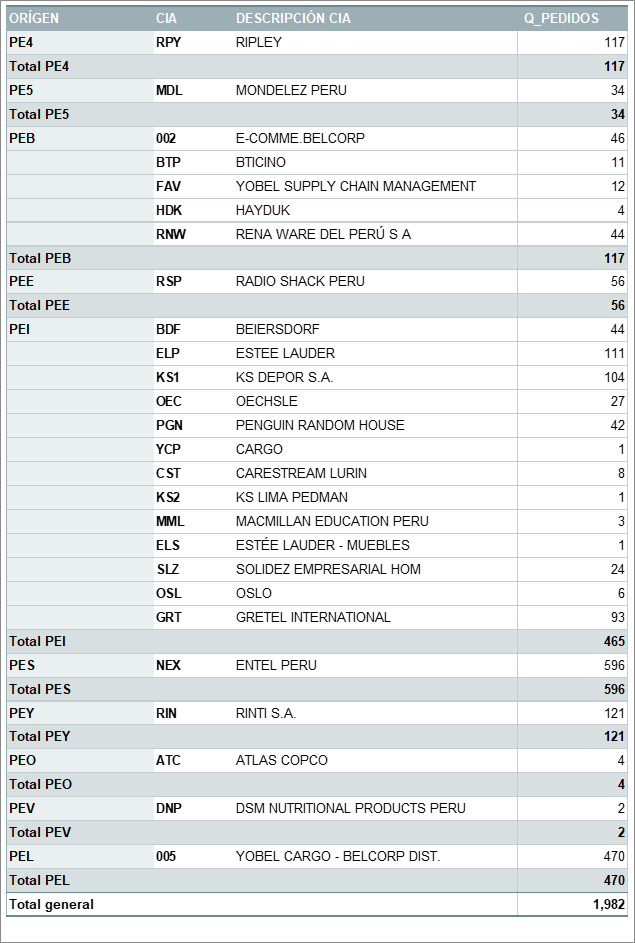 ORÍGEN CIA DESCRIPCIÓN CIA Q_PEDIDOS
PE4 RPY RIPLEY 117
Total PE4 117
PE5 MDL MONDELEZ PERU 34
Total PE5 34
PEB 002 E-COMME.BELCORP 46
BTP BTICINO 11
FAV YOBEL SUPPLY CHAIN MANAGEMENT 12
HDK HAYDUK 4
RNW RENA WARE DEL PERÚ S A 44
Total PEB 117
PEE RSP RADIO SHACK PERU 56
Total PEE 56
PEI BDF BEIERSDORF 44
ELP ESTEE LAUDER 111
KS1 KS DEPOR S.A. 104
OEC OECHSLE 27
PGN PENGUIN RANDOM HOUSE 42
YCP CARGO 1
CST CARESTREAM LURIN 8
KS2 KS LIMA PEDMAN 1
MML MACMILLAN EDUCATION PERU 3
ELS ESTÉE LAUDER - MUEBLES 1
SLZ SOLIDEZ EMPRESARIAL HOM 24
OSL OSLO 6
GRT GRETEL INTERNATIONAL 93
Total PEI 465
PES NEX ENTEL PERU 596
Total PES 596
PEY RIN RINTI S.A. 121
Total PEY 121
PEO ATC ATLAS COPCO 4
Total PEO 4
PEV DNP DSM NUTRITIONAL PRODUCTS PERU 2
Total PEV 2
PEL 005 YOBEL CARGO - BELCORP DIST. 470
Total PEL 470
Total general 1,982